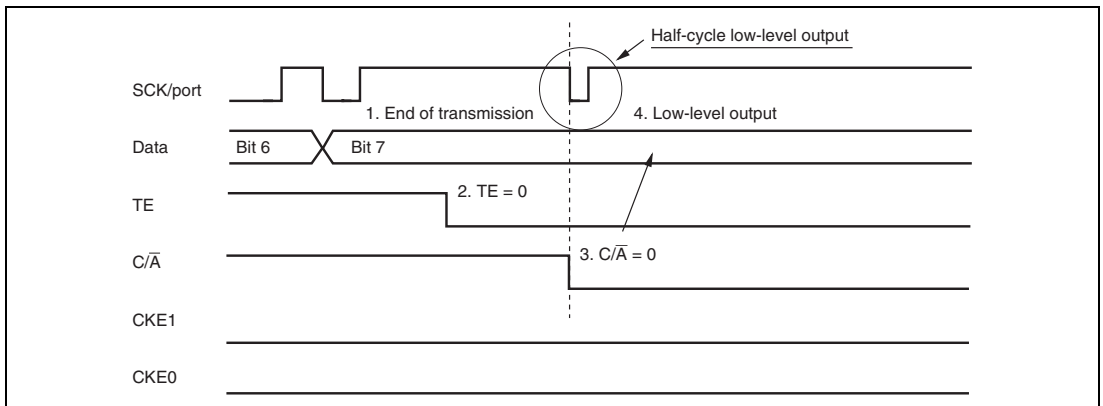 Half-cycle low-level output
SCK/port
1. End of transmission
4. Low-level output
Data
Bit 6
Bit 7
TE
2. TE = 0
C/A̅
3. C/A̅ = 0
CKE1
CKE0